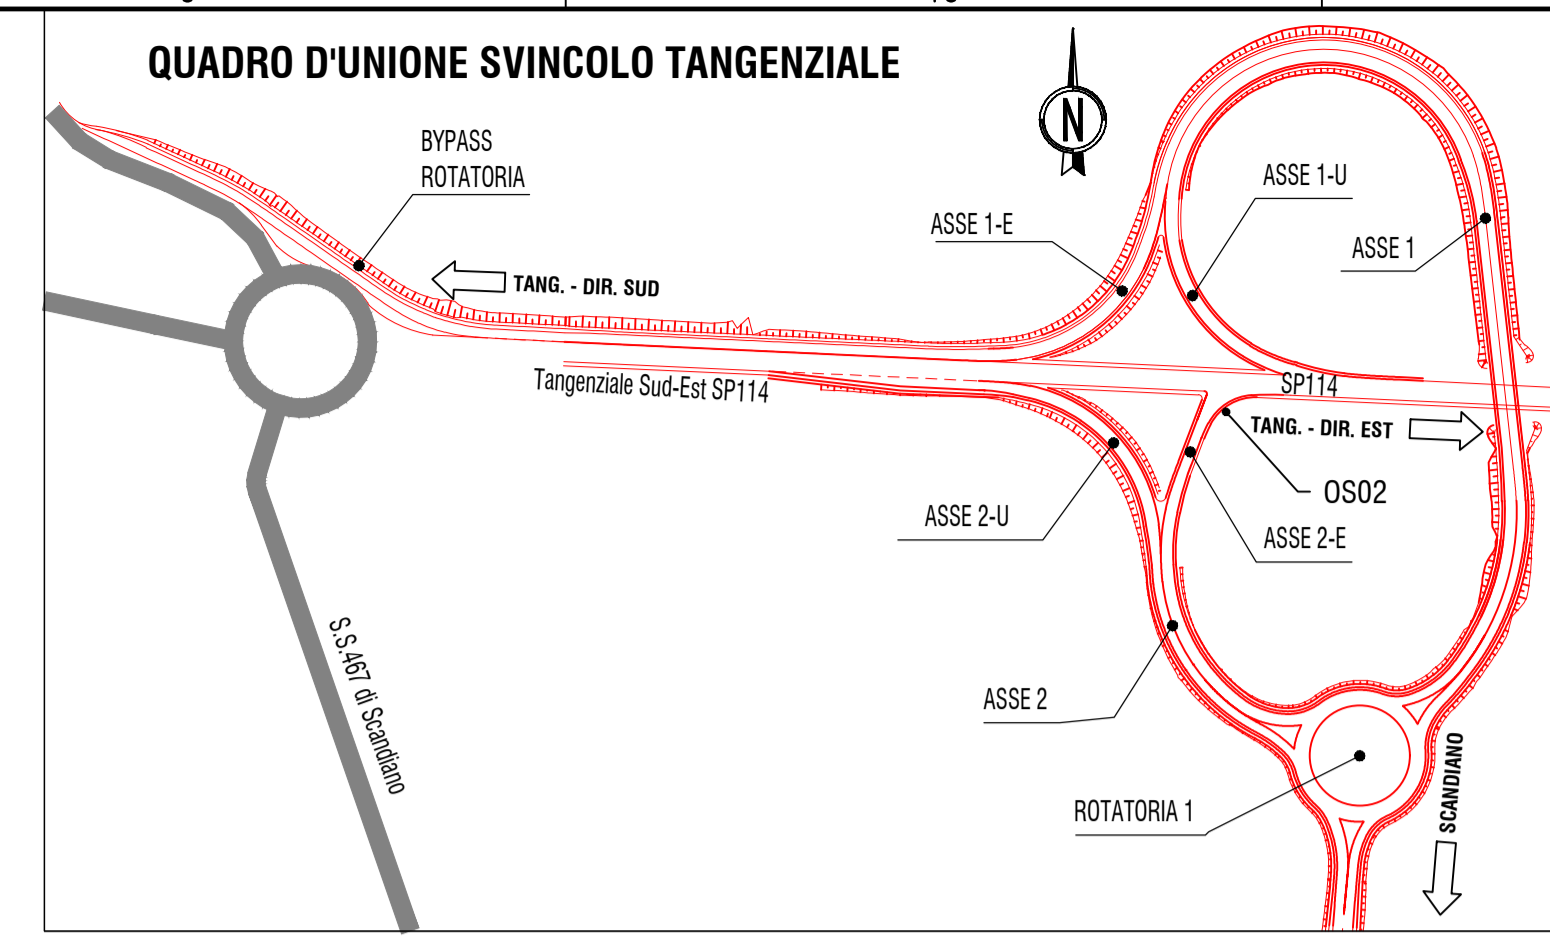 QUADRO D'UNIONE SVINCOLO TANGENZIALE
N
BYPASS
ROTATORIA
ASSE 1-U
ASSE 1-E
ASSE 1
TANG. - DIR. SUD
Tangenziale Sud-Est SP114
SP114
TANG. - DIR. EST
OS02
ASSE 2-U
ASSE 2-E
S.S.467 di Scandiano
ASSE 2
SCANDIANO
ROTATORIA 1